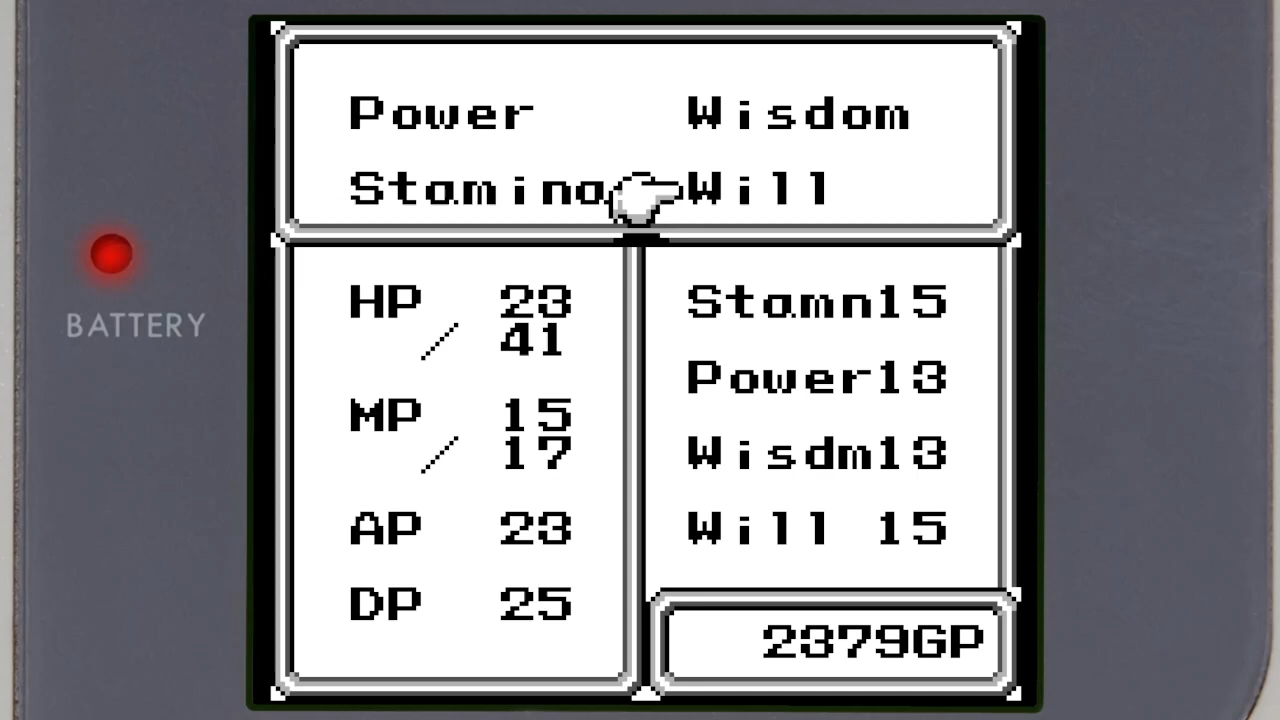 Power Wisdom
Stamina Will
HP 23
/ 41
MP 15
/ 17
AP 23
DP 25
Stamn15
Power13
Wisdm13
Will 15
2379GP
BATTERY